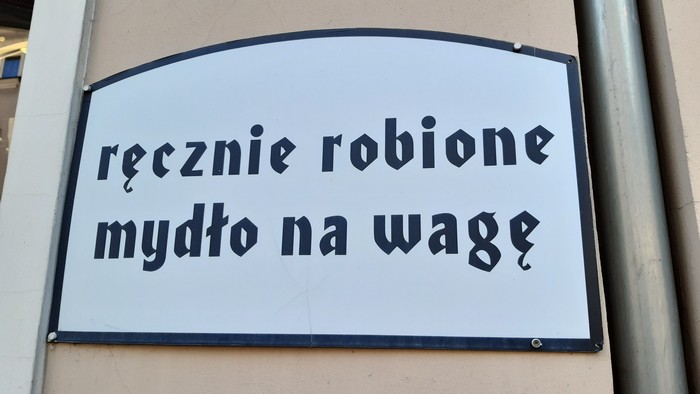 ręcznie robione
mydło na wagę